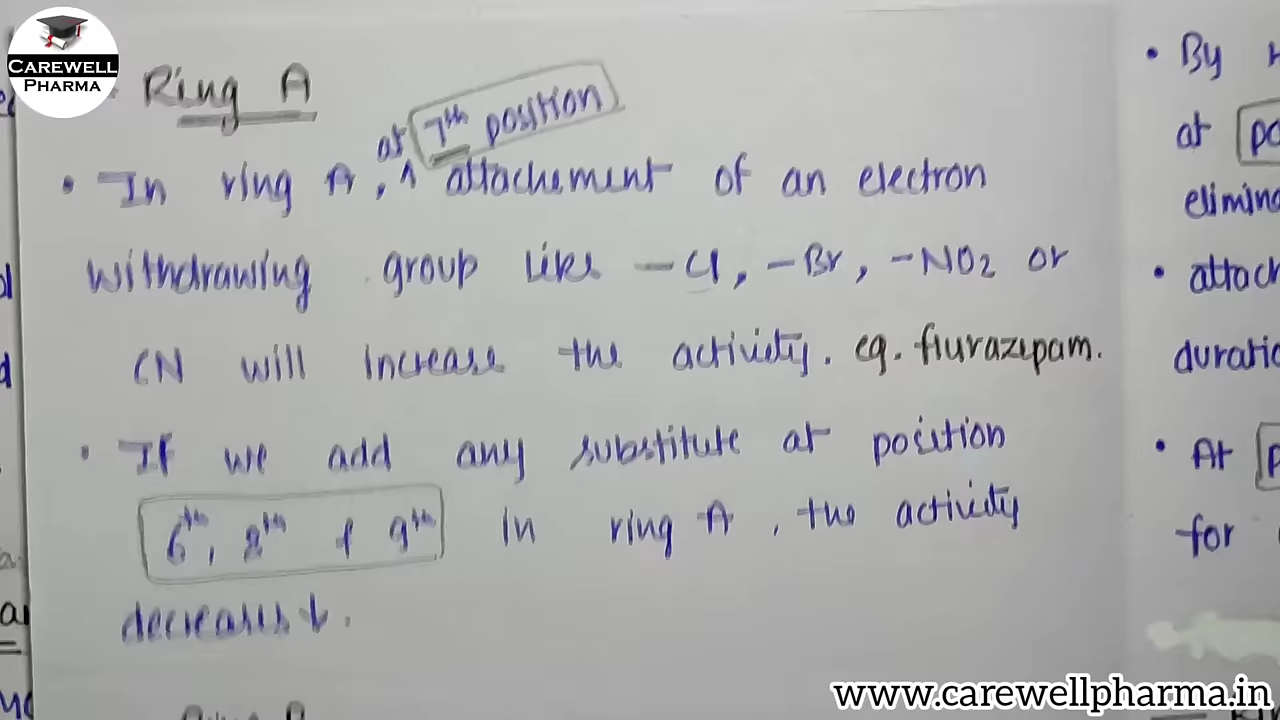 CAREWELL
PHARMA
Ring A
at 7th position
• In ring A, ^ attachement of an electron
withdrawing group like -Cl, -Br, -NO2 or
CN will increase the activity. eg. flurazepam.
• If we add any substitute at position
6th, 8th & 9th in ring A, the activity
decreases ↓.
• By
at
• attach
duratio
• At
for
www.carewellpharma.in